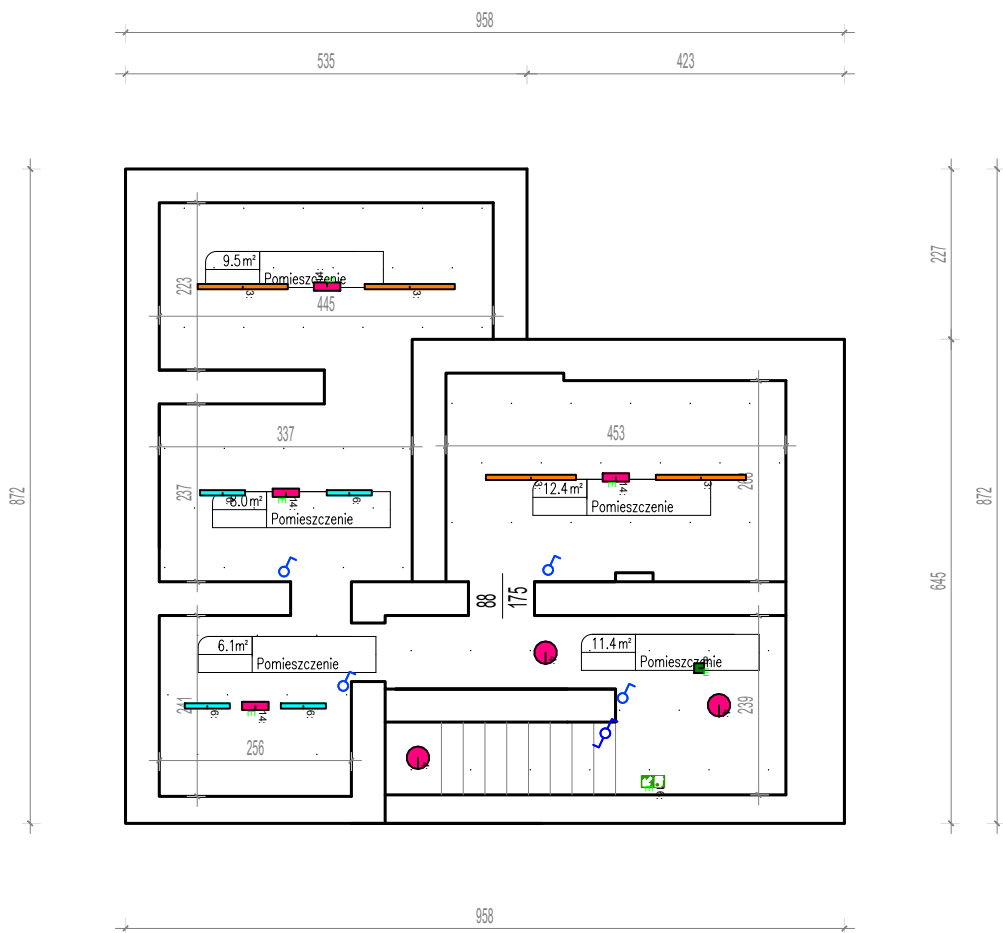 958
535
423
9.5m²
Pomieszczenie
223
445
227
337
453
237
8.0m²
Pomieszczenie
12.4m²
Pomieszczenie
872
872
88
175
645
6.1m²
Pomieszczenie
11.4m²
Pomieszczenie
239
256
958